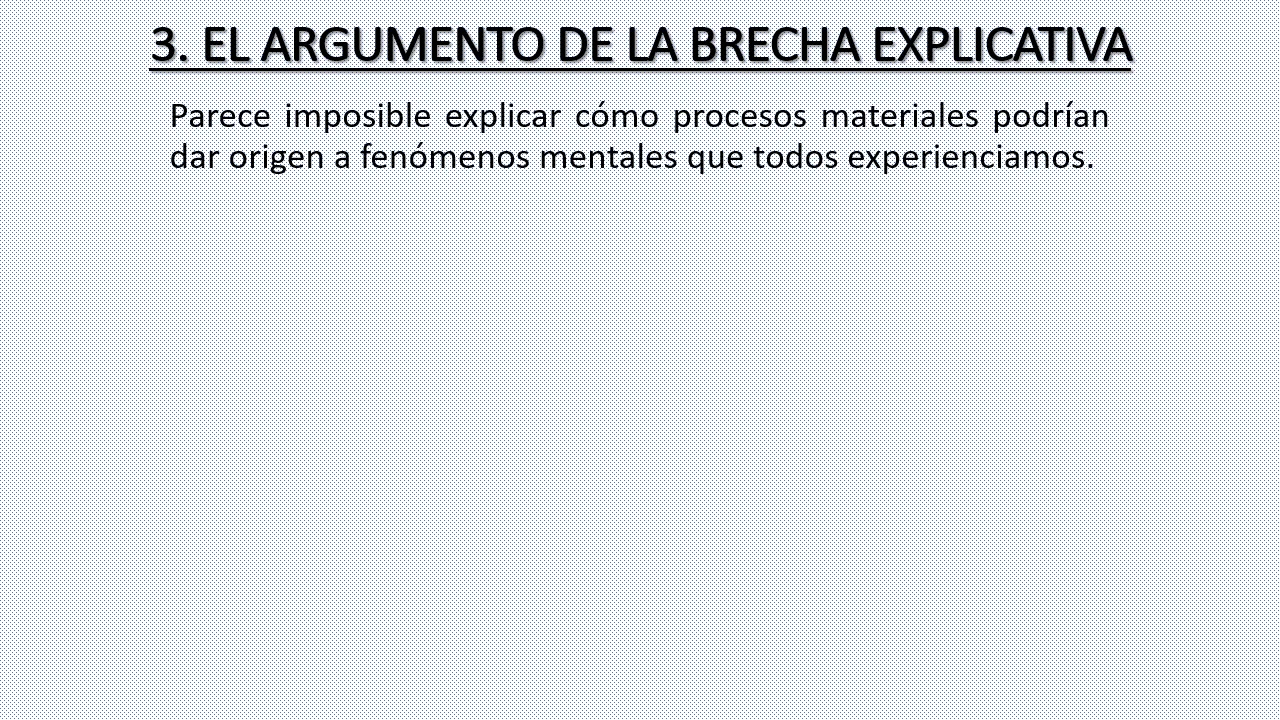 3. EL ARGUMENTO DE LA BRECHA EXPLICATIVA
Parece imposible explicar cómo procesos materiales podrían
dar origen a fenómenos mentales que todos experienciamos.